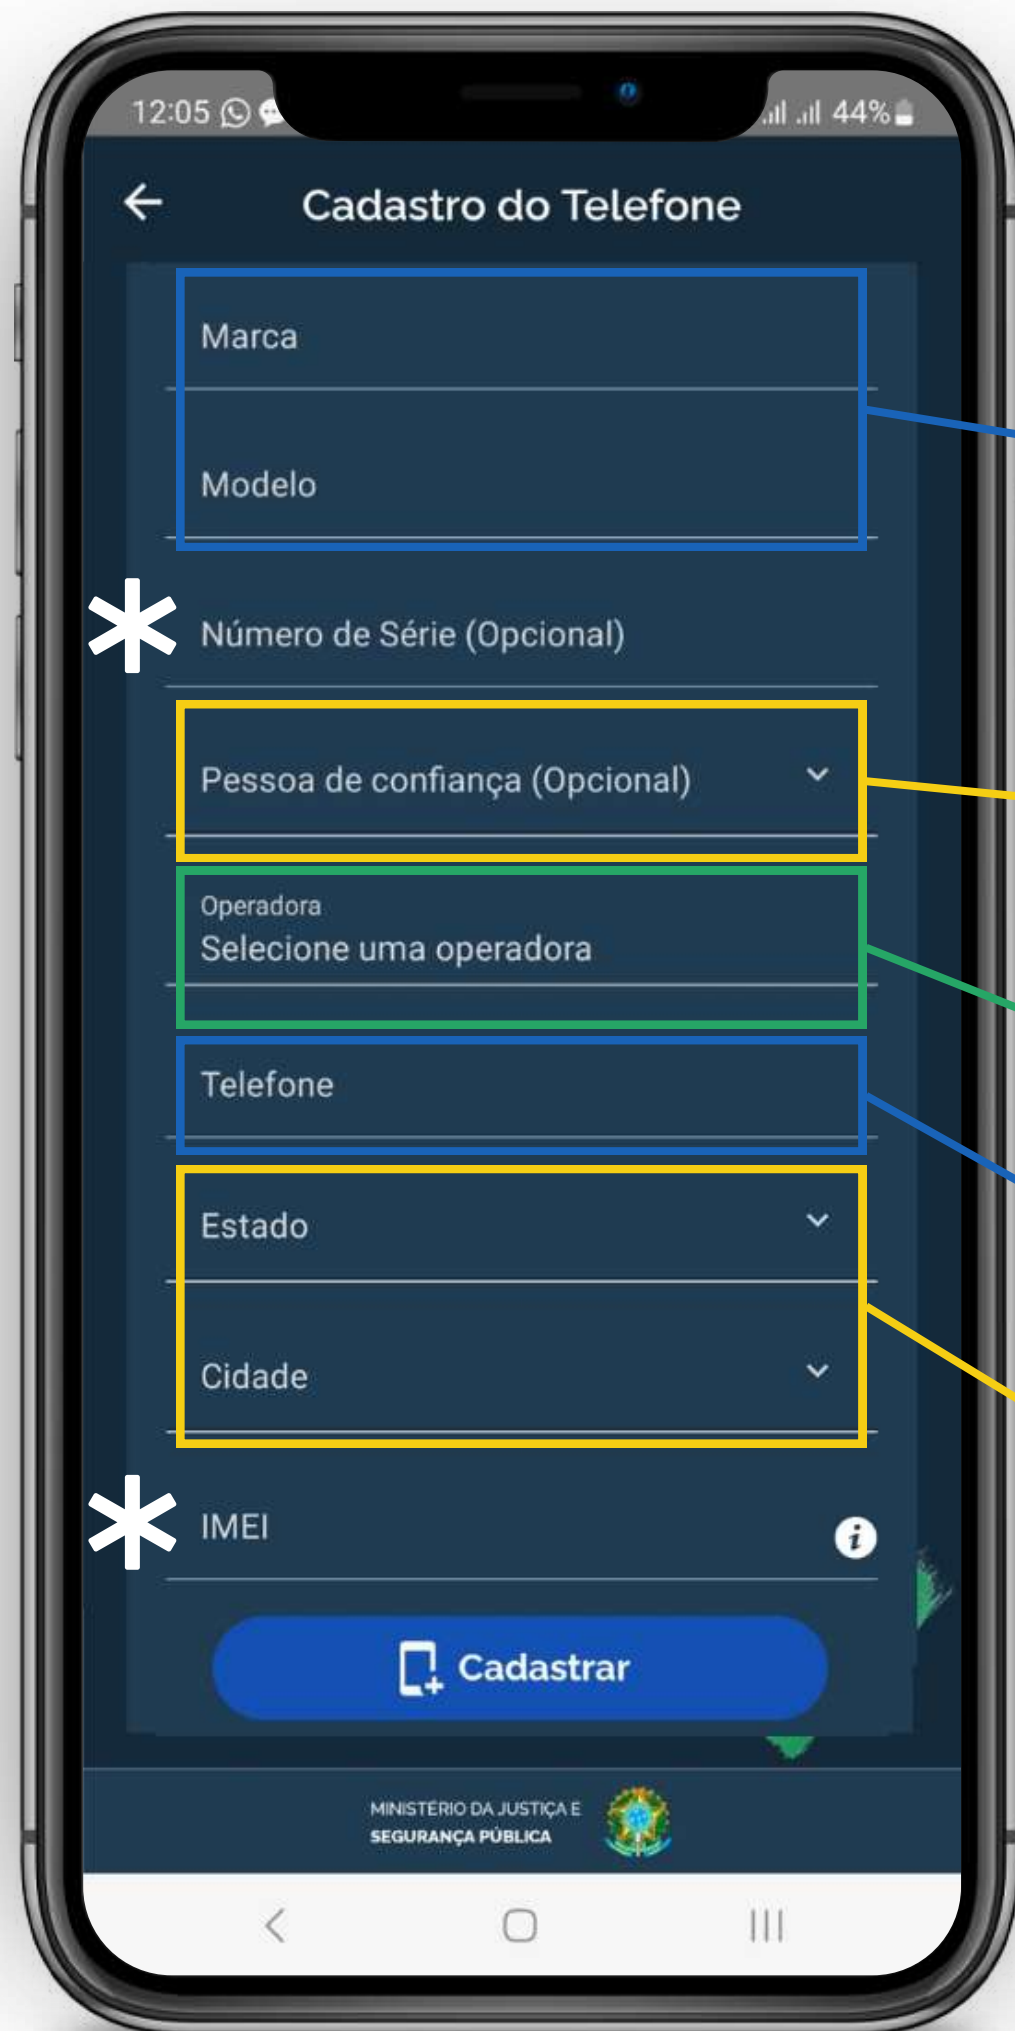 12:05
44%
Cadastro do Telefone
Marca
Modelo
* Número de Série (Opcional)
Pessoa de confiança (Opcional)
Operadora
Selecione uma operadora
Telefone
Estado
Cidade
* IMEI
i
Cadastrar
MINISTÉRIO DA JUSTIÇA E
SEGURANÇA PÚBLICA